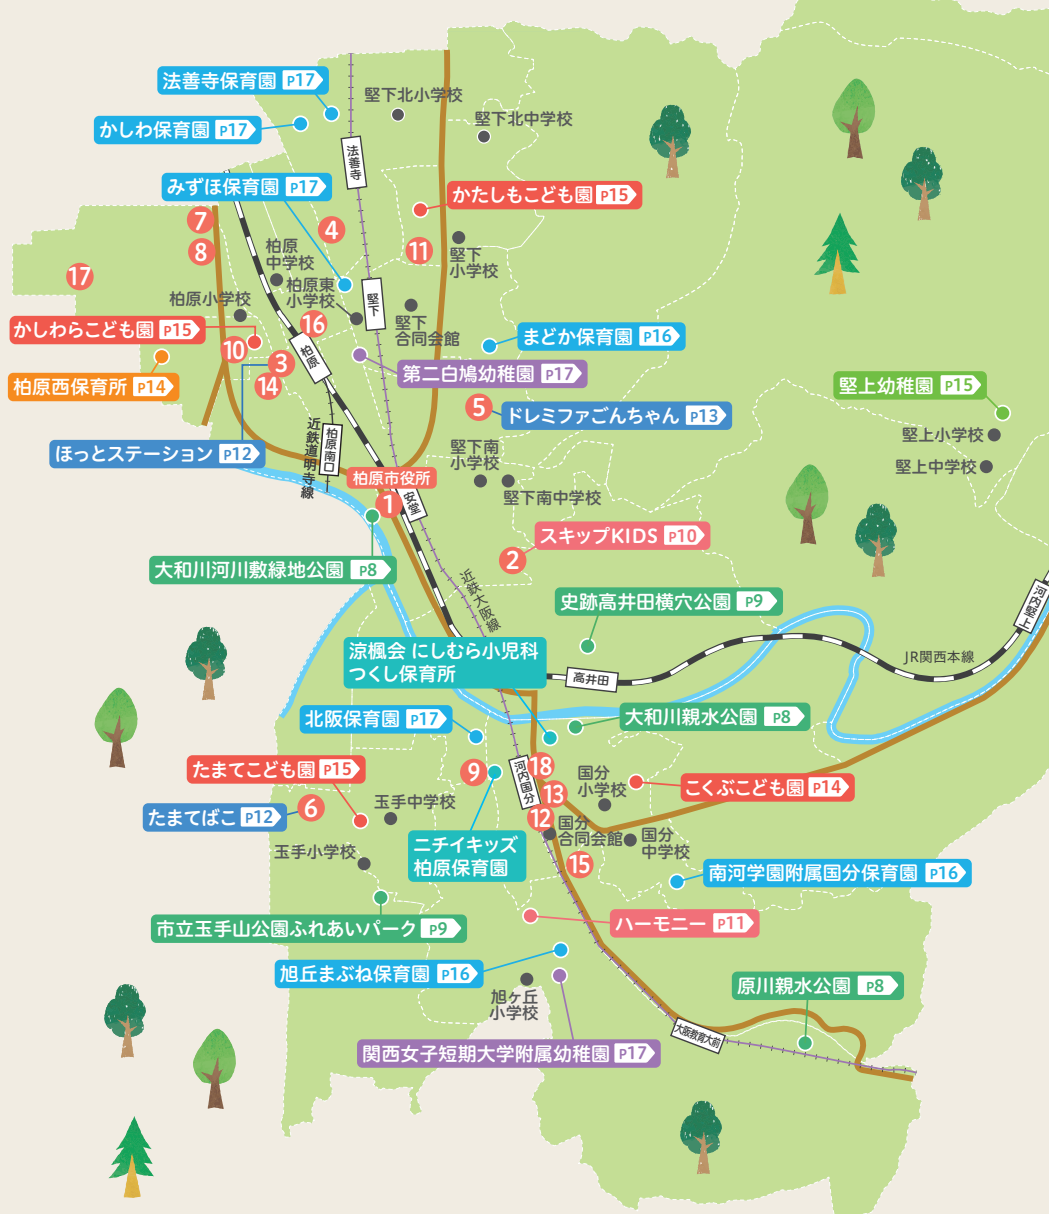 法善寺保育園 P17
堅下北小学校
かしわ保育園 P17
堅下北中学校
法善寺
みずほ保育園 P17
かたしもこども園 P15
7
4
8
11
堅下
小学校
柏原
中学校
17
柏原東
小学校
堅下
柏原小学校
16
堅下
合同会館
かしわらこども園 P15
まどか保育園 P16
10
柏原
3
第二白鳩幼稚園 P17
柏原西保育所 P14
14
堅上幼稚園 P15
5
ドレミファごんちゃん P13
堅上小学校
ほっとステーション P12
近鉄道明寺線
柏原南口
堅下南
小学校
堅上中学校
柏原市役所
1
安堂
堅下南中学校
スキップKIDS P10
2
大和川河川敷緑地公園 P8
近鉄大阪線
史跡高井田横穴公園 P9
河内堅上
涼楓会 にしむら小児科
つくし保育所
JR関西本線
高井田
北阪保育園 P17
大和川親水公園 P8
たまてこども園 P15
9
河内国分
18
国分
小学校
こくぶこども園 P14
13
たまてばこ P12
6
玉手中学校
12
国分
合同会館
国分
中学校
玉手小学校
ニチイキッズ
柏原保育園
15
南河学園附属国分保育園 P16
市立玉手山公園ふれあいパーク P9
ハーモニー P11
旭丘まぶね保育園 P16
旭ヶ丘
小学校
原川親水公園 P8
大阪教育大前
関西女子短期大学附属幼稚園 P17